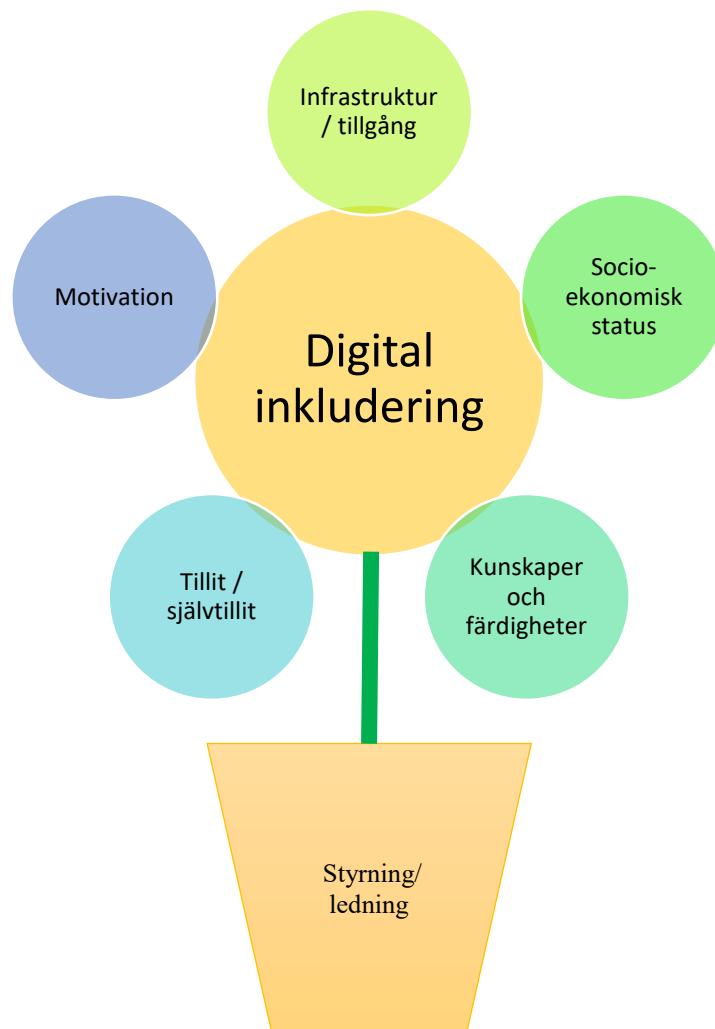 Infrastruktur
/ tillgång
Motivation
Socio-
ekonomisk
status
Digital
inkludering
Tillit /
självtillit
Kunskaper
och
färdigheter
Styrning/
ledning